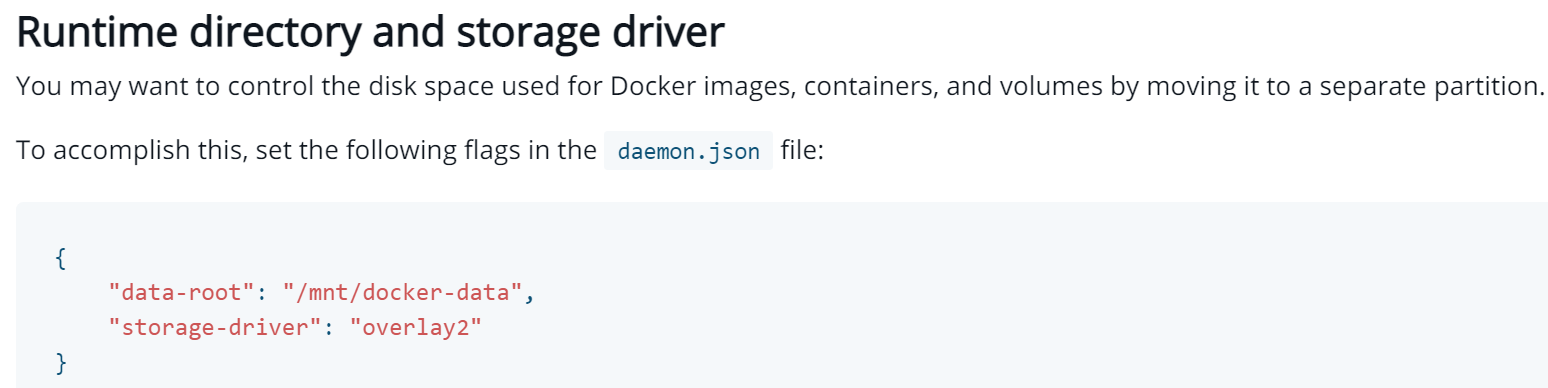 Runtime directory and storage driver
You may want to control the disk space used for Docker images, containers, and volumes by moving it to a separate partition.
To accomplish this, set the following flags in the daemon.json file:
{
    "data-root": "/mnt/docker-data",
    "storage-driver": "overlay2"
}